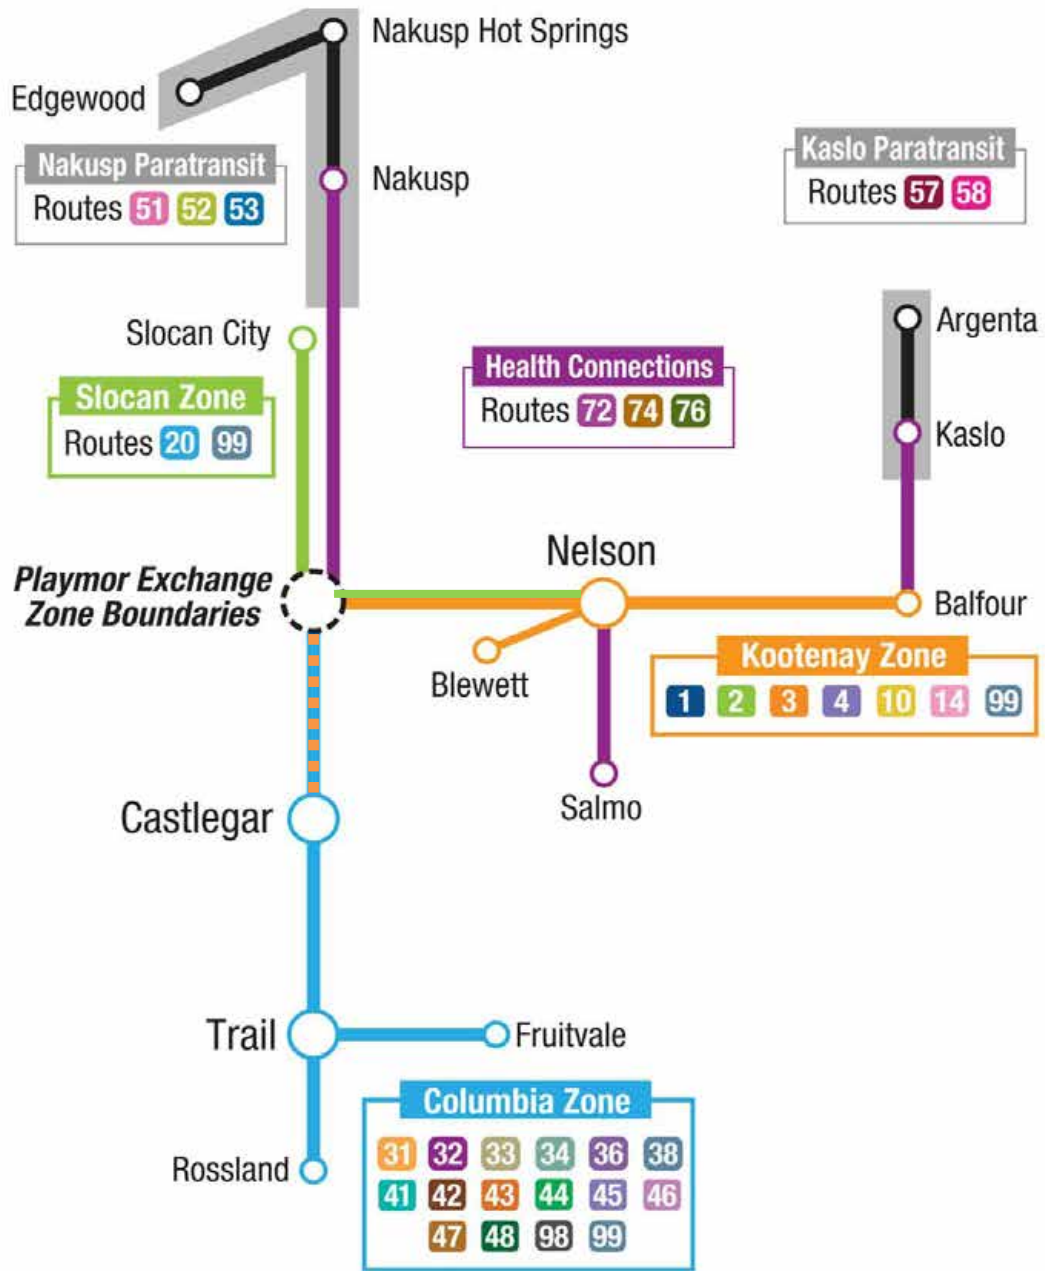 Nakusp Hot Springs
Edgewood
Nakusp Paratransit
Routes 51 52 53
Nakusp
Kaslo Paratransit
Routes 57 58
Slocan City
Argenta
Slocan Zone
Routes 20 99
Health Connections
Routes 72 74 76
Kaslo
Playmor Exchange
Zone Boundaries
Nelson
Balfour
Blewett
Kootenay Zone
1 2 3 4 10 14 99
Salmo
Castlegar
Trail
Fruitvale
Rossland
Columbia Zone
31 32 33 34 36 38
41 42 43 44 45 46
47 48 98 99